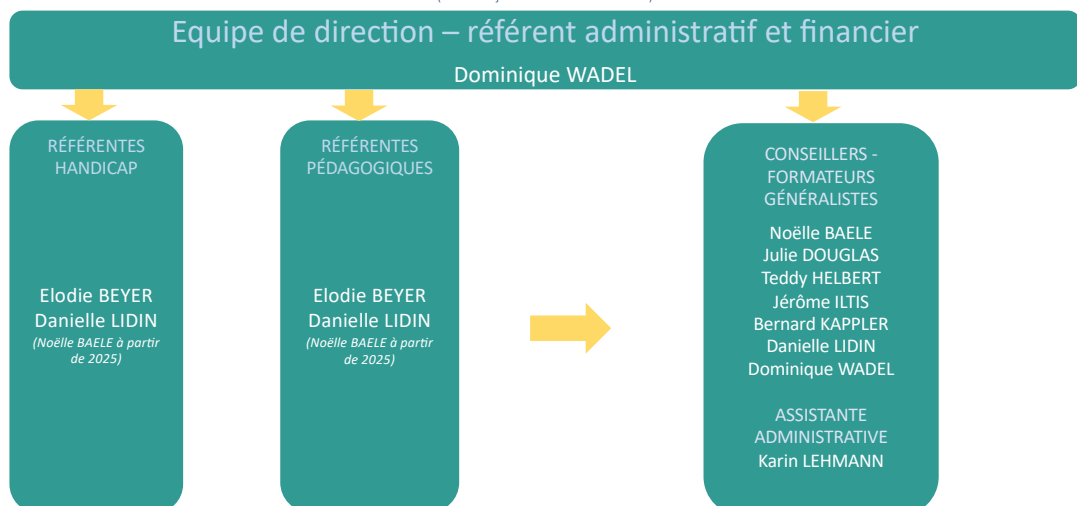 Equipe de direction – référent administratif et financier
Dominique WADEL
RÉFÉRENTES
HANDICAP
Elodie BEYER
Danielle LIDIN
(Noëlle BAELE à partir
de 2025)
RÉFÉRENTES
PÉDAGOGIQUES
Elodie BEYER
Danielle LIDIN
(Noëlle BAELE à partir
de 2025)
CONSEILLERS -
FORMATEURS
GÉNÉRALISTES
Noëlle BAELE
Julie DOUGLAS
Teddy HELBERT
Jérôme ILTIS
Bernard KAPPLER
Danielle LIDIN
Dominique WADEL
ASSISTANTE
ADMINISTRATIVE
Karin LEHMANN